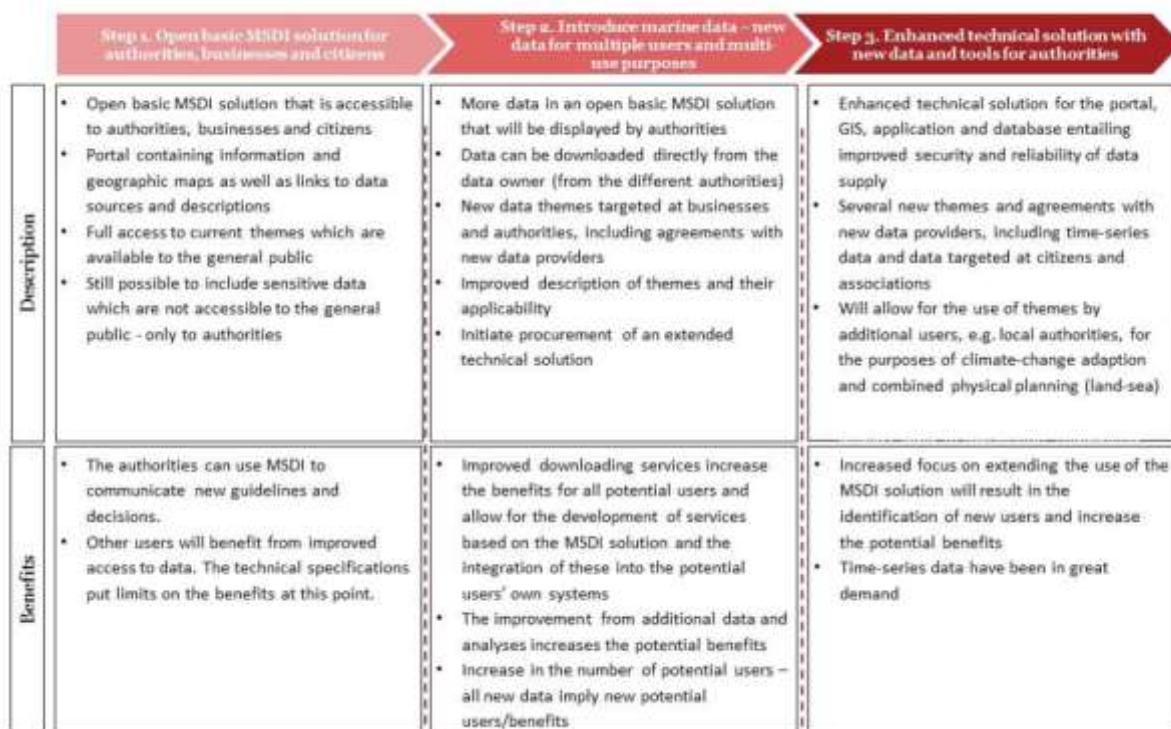 Step 1. Open basic MSDI solution for
authorities, businesses and citizens
Step 2. Introduce marine data – new
data for multiple users and multi-
use purposes
Step 3. Enhanced technical solution with
new data and tools for authorities
Description
• Open basic MSDI solution that is accessible
to authorities, businesses and citizens
• Portal containing information and
geographic maps as well as links to data
sources and descriptions
• Full access to current themes which are
available to the general public
• Still possible to include sensitive data
which are not accessible to the general
public - only to authorities
• More data in an open basic MSDI solution
that will be displayed by authorities
• Data can be downloaded directly from the
data owner (from the different authorities)
• New data themes targeted at businesses
and authorities, including agreements with
new data providers
• Improved description of themes and their
applicability
• Initiate procurement of an extended
technical solution
• Enhanced technical solution for the portal,
GIS, application and database entailing
improved security and reliability of data
supply
• Several new themes and agreements with
new data providers, including time-series
data and data targeted at citizens and
associations
• Will allow for the use of themes by
additional users, e.g. local authorities, for
the purposes of climate-change adaption
and combined physical planning (land-sea)
Benefits
• The authorities can use MSDI to
communicate new guidelines and
decisions.
• Other users will benefit from improved
access to data. The technical specifications
put limits on the benefits at this point.
• Improved downloading services increase
the benefits for all potential users and
allow for the development of services
based on the MSDI solution and the
integration of these into the potential
users' own systems
• The improvement from additional data and
analyses increases the potential benefits
• Increase in the number of potential users –
all new data imply new potential
users/benefits
• Increased focus on extending the use of the
MSDI solution will result in the
identification of new users and increase
the potential benefits
• Time-series data have been in great
demand